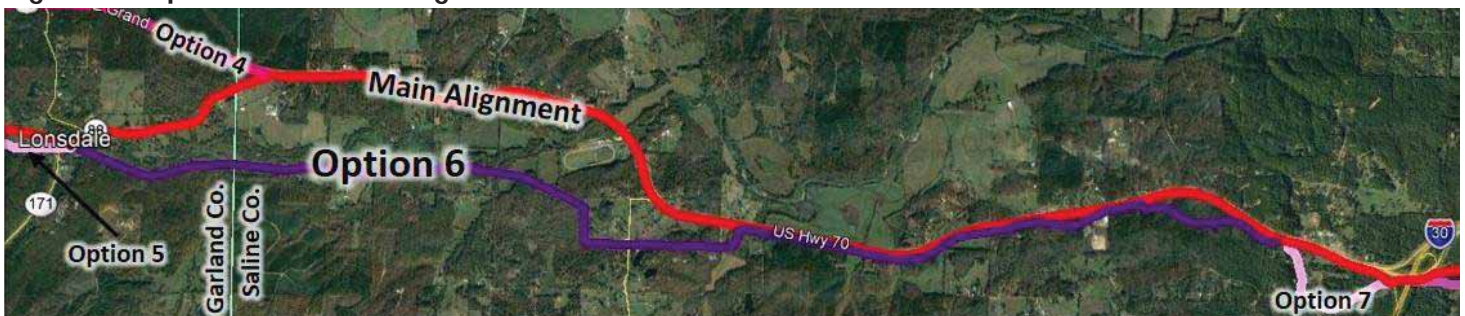 Grand
Option 4
Main Alignment
88
Lonsdale
Option 6
171
Option 5
Garland Co.
Saline Co.
US Hwy 70
30
Option 7